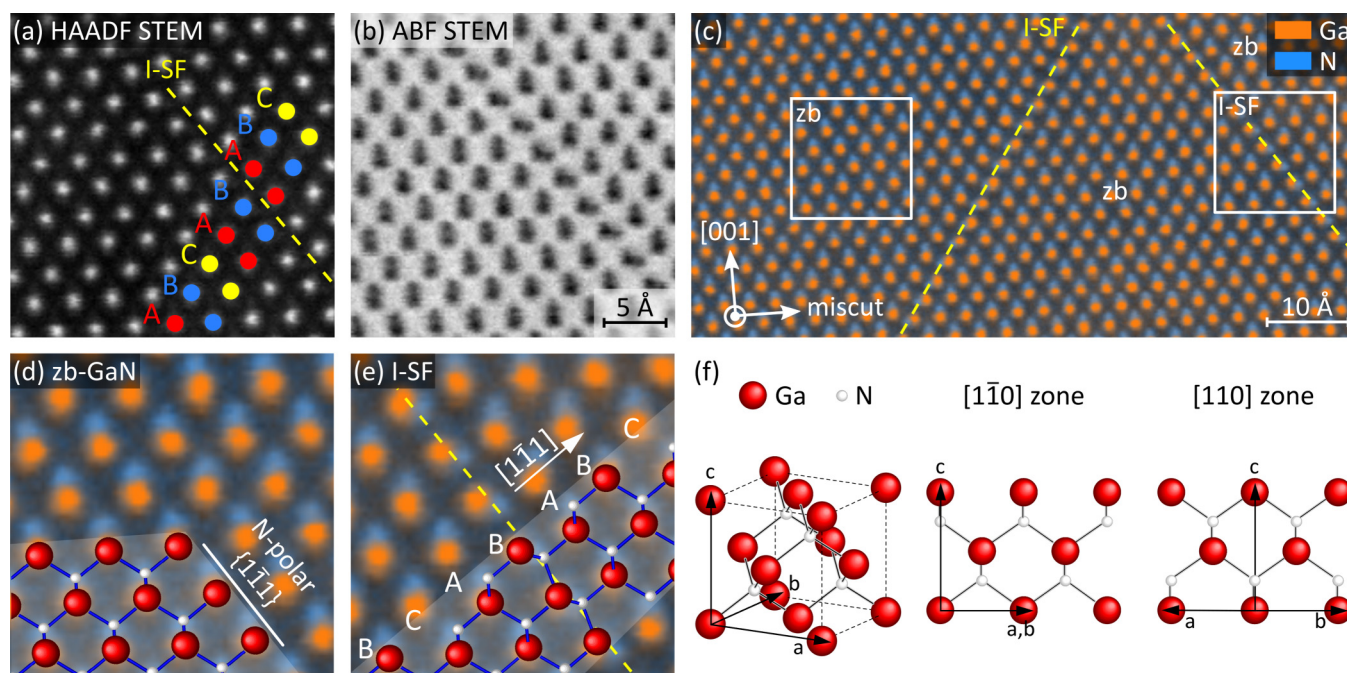 (a) HAADF STEM
I-SF
C
B
A
B
A
C
B
A
(b) ABF STEM
5 Å
(c)
I-SF
zb
Ga
N
zb
I-SF
zb
[001]
miscut
10 Å
(d) zb-GaN
N-polar
{11̄1}
(e) I-SF
[11̄1]
C
B
A
B
A
C
B
(f)
Ga
N
[11̄0] zone
[110] zone
c
b
a
c
a,b
c
a
b